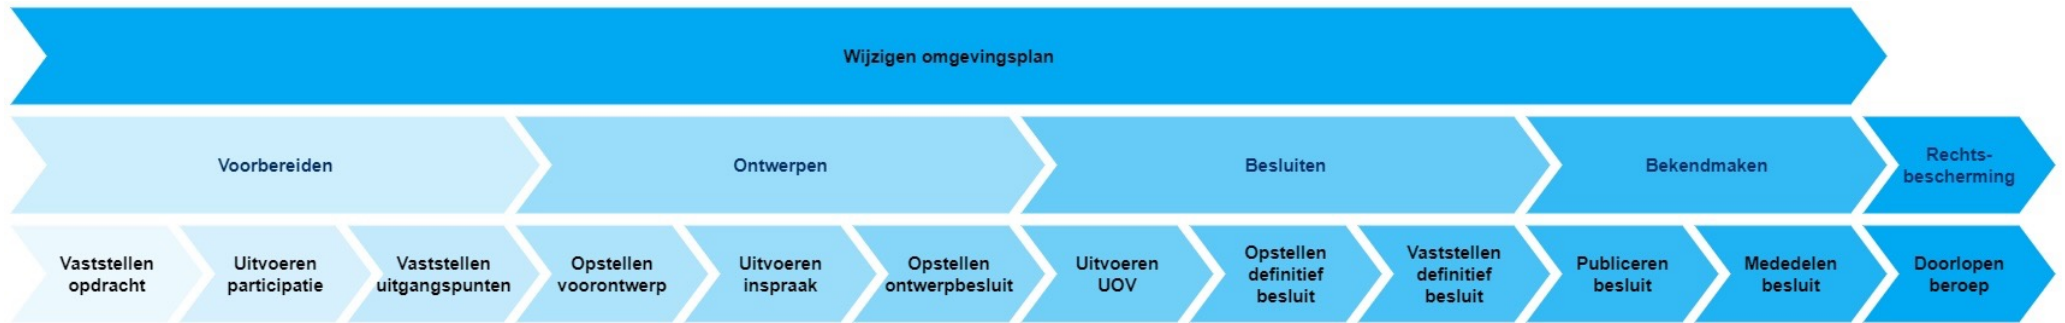 Wijzigen omgevingsplan
Voorbereiden
Ontwerpen
Besluiten
Bekendmaken
Rechts-
bescherming
Vaststellen
opdracht
Uitvoeren
participatie
Vaststellen
uitgangspunten
Opstellen
voorontwerp
Uitvoeren
inspraak
Opstellen
ontwerpbesluit
Uitvoeren
UOV
Opstellen
definitief
besluit
Vaststellen
definitief
besluit
Publiceren
besluit
Mededelen
besluit
Doorlopen
beroep